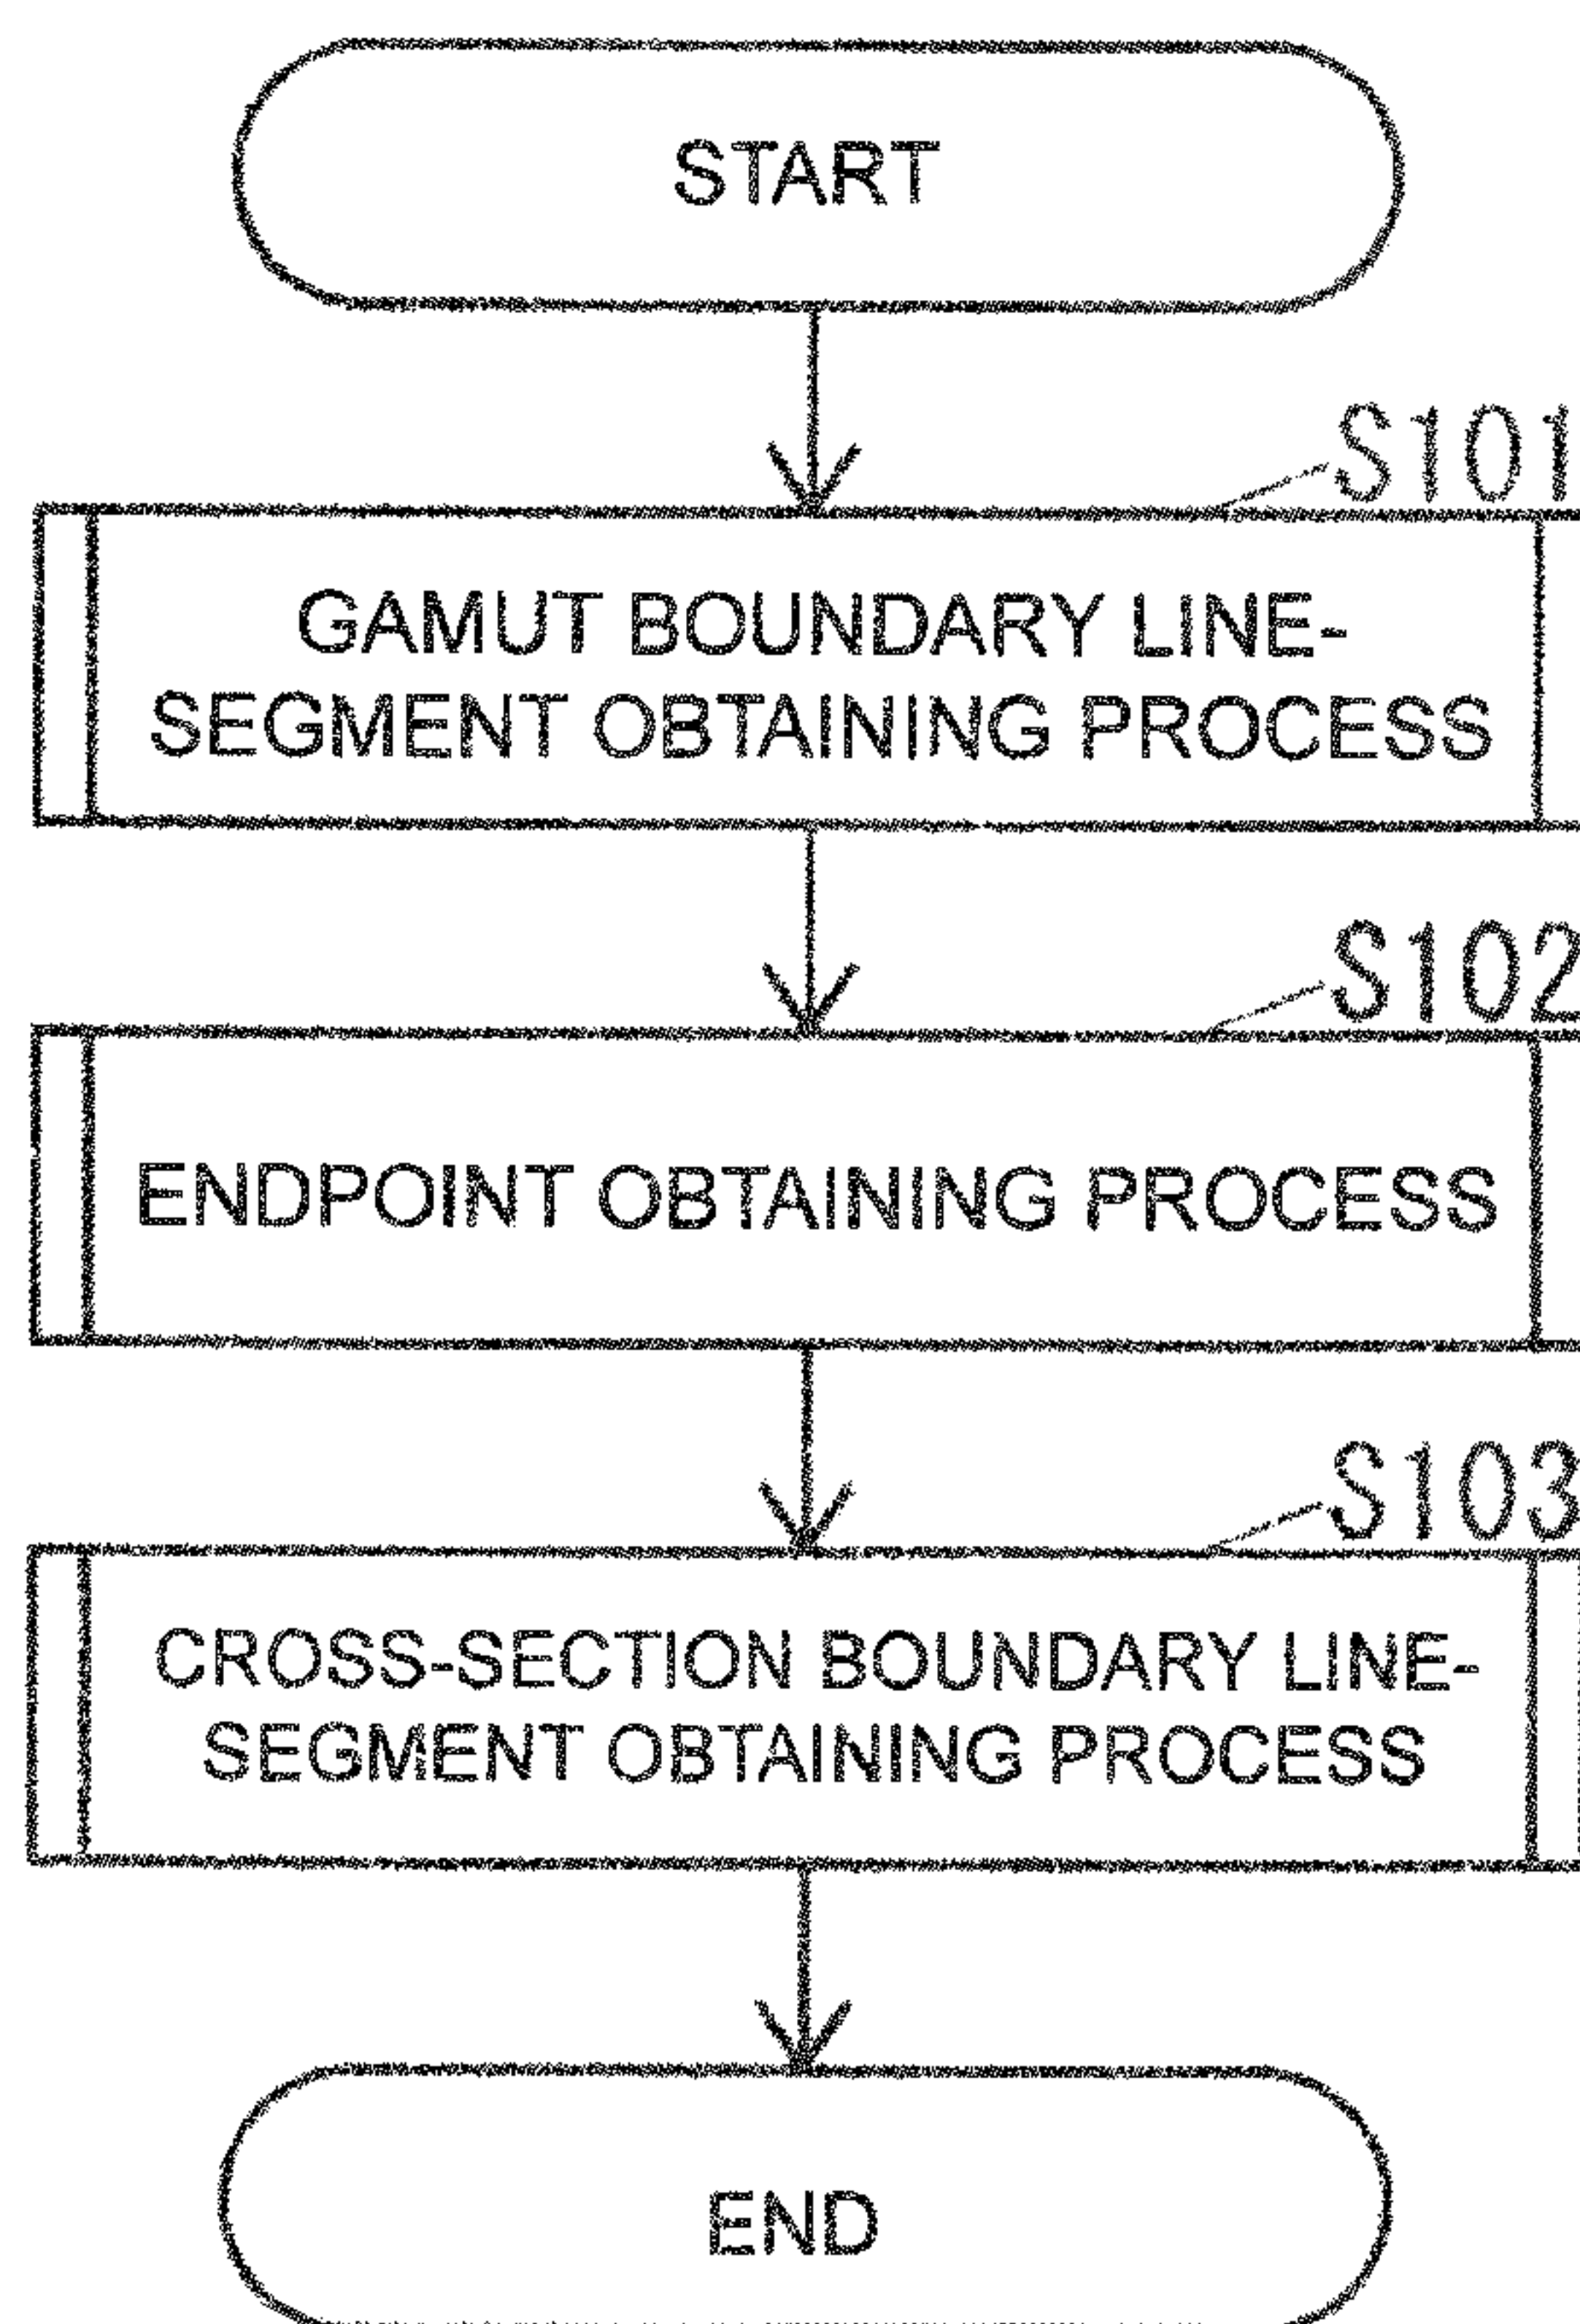 START
S101
GAMUT BOUNDARY LINE-
SEGMENT OBTAINING PROCESS
S102
ENDPOINT OBTAINING PROCESS
S103
CROSS-SECTION BOUNDARY LINE-
SEGMENT OBTAINING PROCESS
END